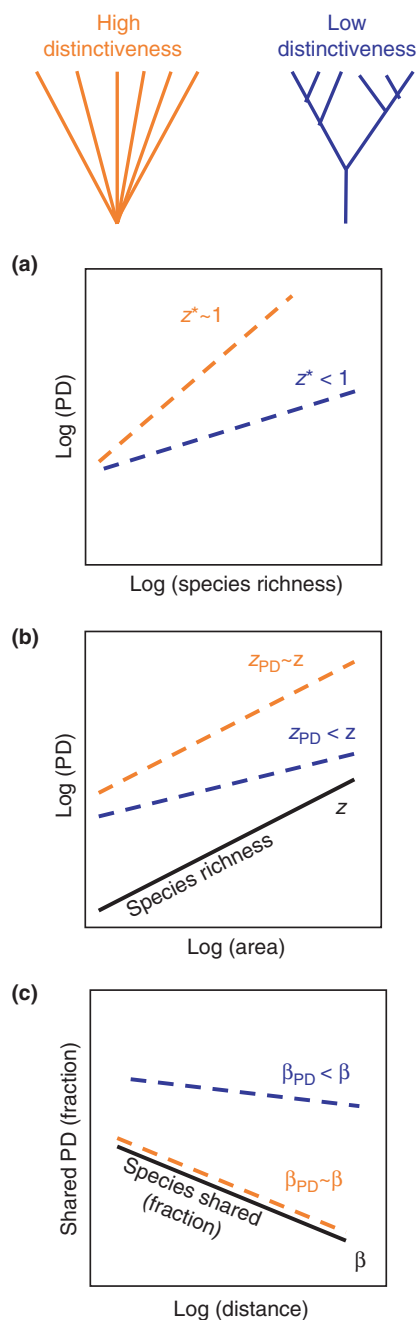 High
distinctiveness
Low
distinctiveness
(a)
z*~1
z* < 1
Log (PD)
Log (species richness)
(b)
zPD~z
zPD < z
z
Species richness
Log (PD)
Log (area)
(c)
βPD < β
βPD~β
Species shared
(fraction)
β
Shared PD (fraction)
Log (distance)